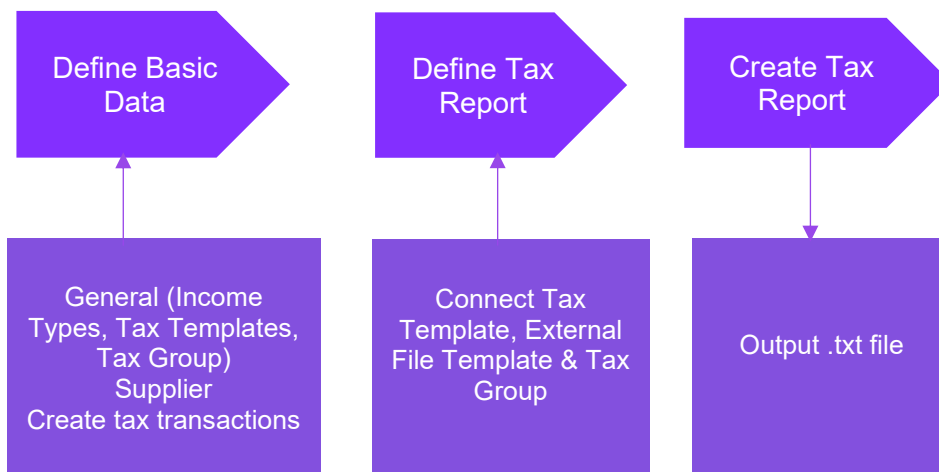 Define Basic
Data
Define Tax
Report
Create Tax
Report
General (Income
Types, Tax Templates,
Tax Group)
Supplier
Create tax transactions
Connect Tax
Template, External
File Template & Tax
Group
Output .txt file